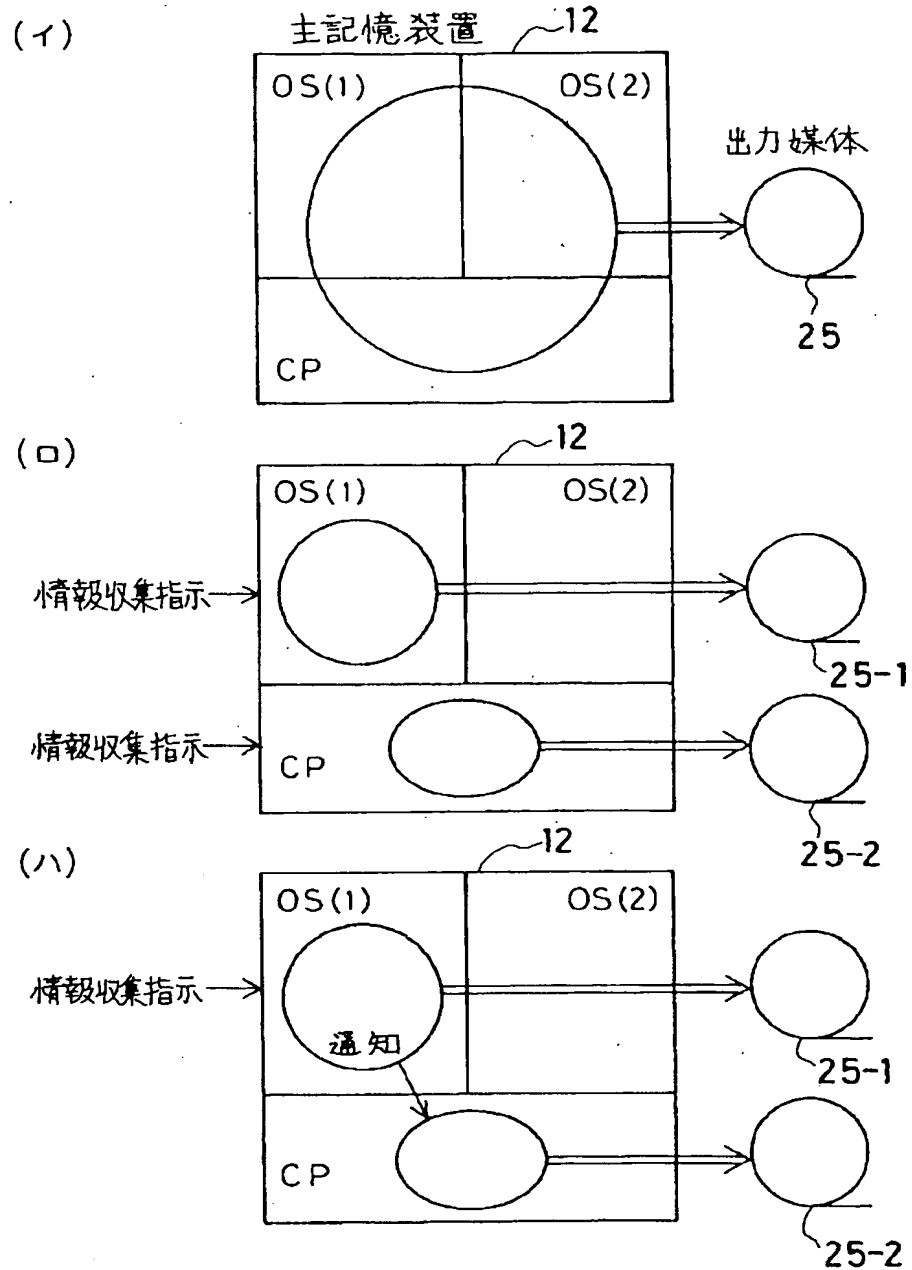 (イ)
主記憶装置
12
OS(1)
OS(2)
出力媒体
25
CP
(ロ)
12
OS(1)
OS(2)
情報収集指示
25-1
情報収集指示
CP
25-2
(ハ)
12
OS(1)
OS(2)
情報収集指示
通知
25-1
CP
25-2